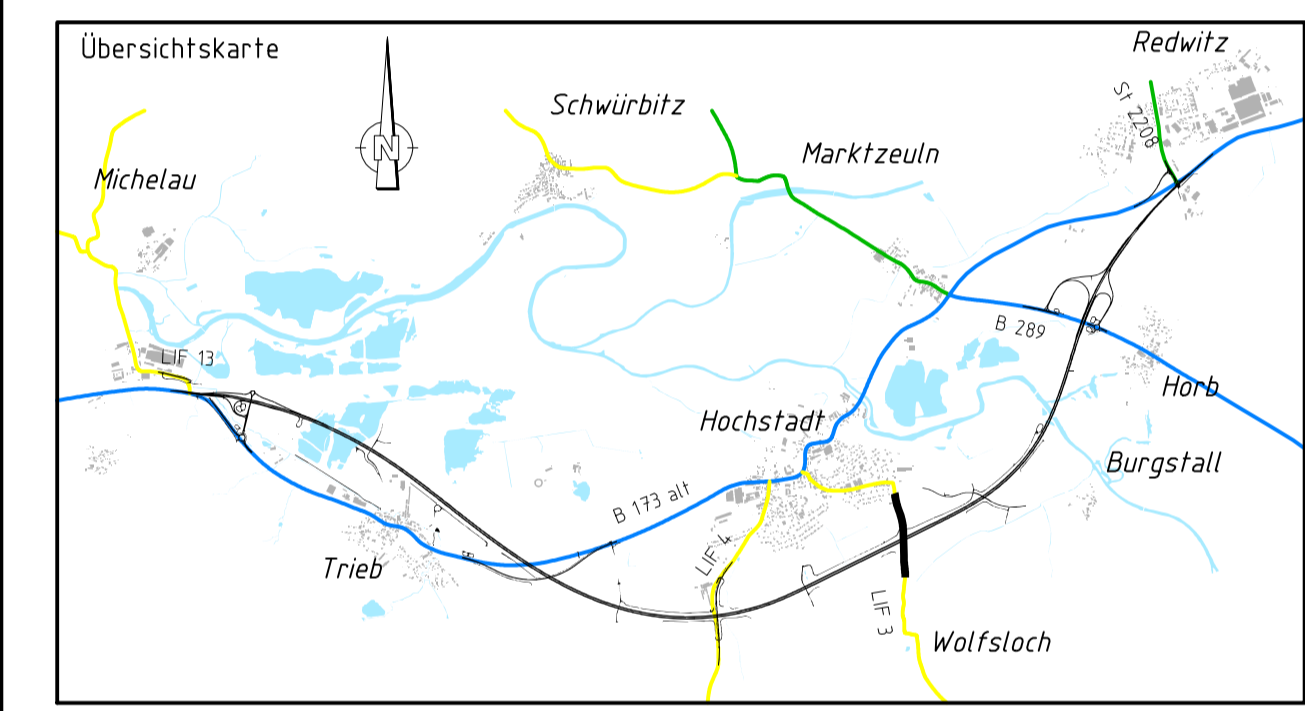 Übersichtskarte
Redwitz
Schwürbitz
St 2208
Marktzeuln
N
Michelau
B 289
LIF 13
Horb
Hochstadt
Burgstall
B 173 alt
LIF 4
Trieb
LIF 3
Wolfsloch